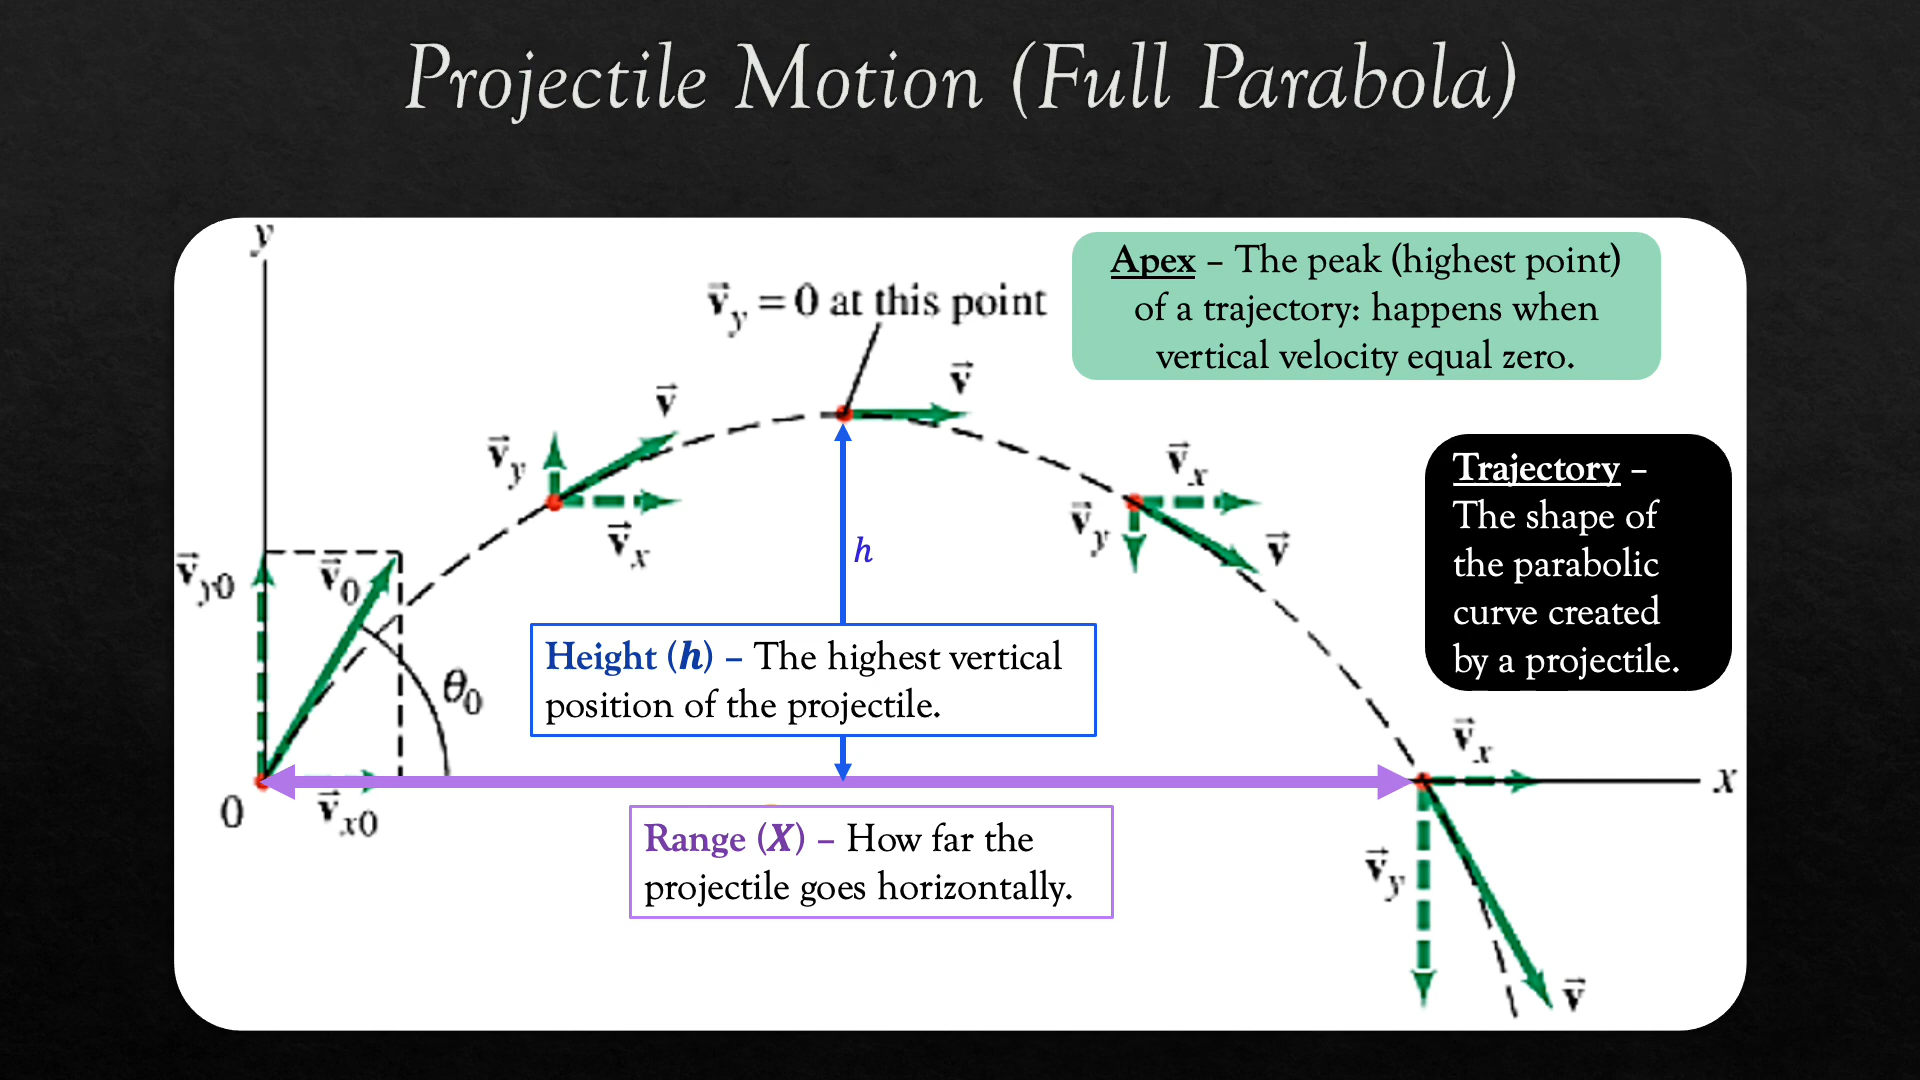 Projectile Motion (Full Parabola)
y
v⃗y = 0 at this point
Apex – The peak (highest point)
of a trajectory: happens when
vertical velocity equal zero.
v⃗
v⃗
v⃗y
v⃗x
v⃗x
v⃗y
v⃗
h
Trajectory –
The shape of
the parabolic
curve created
by a projectile.
v⃗y0
v⃗0
θ0
Height (h) – The highest vertical
position of the projectile.
v⃗x
x
0
v⃗x0
Range (X) – How far the
projectile goes horizontally.
v⃗y
v⃗